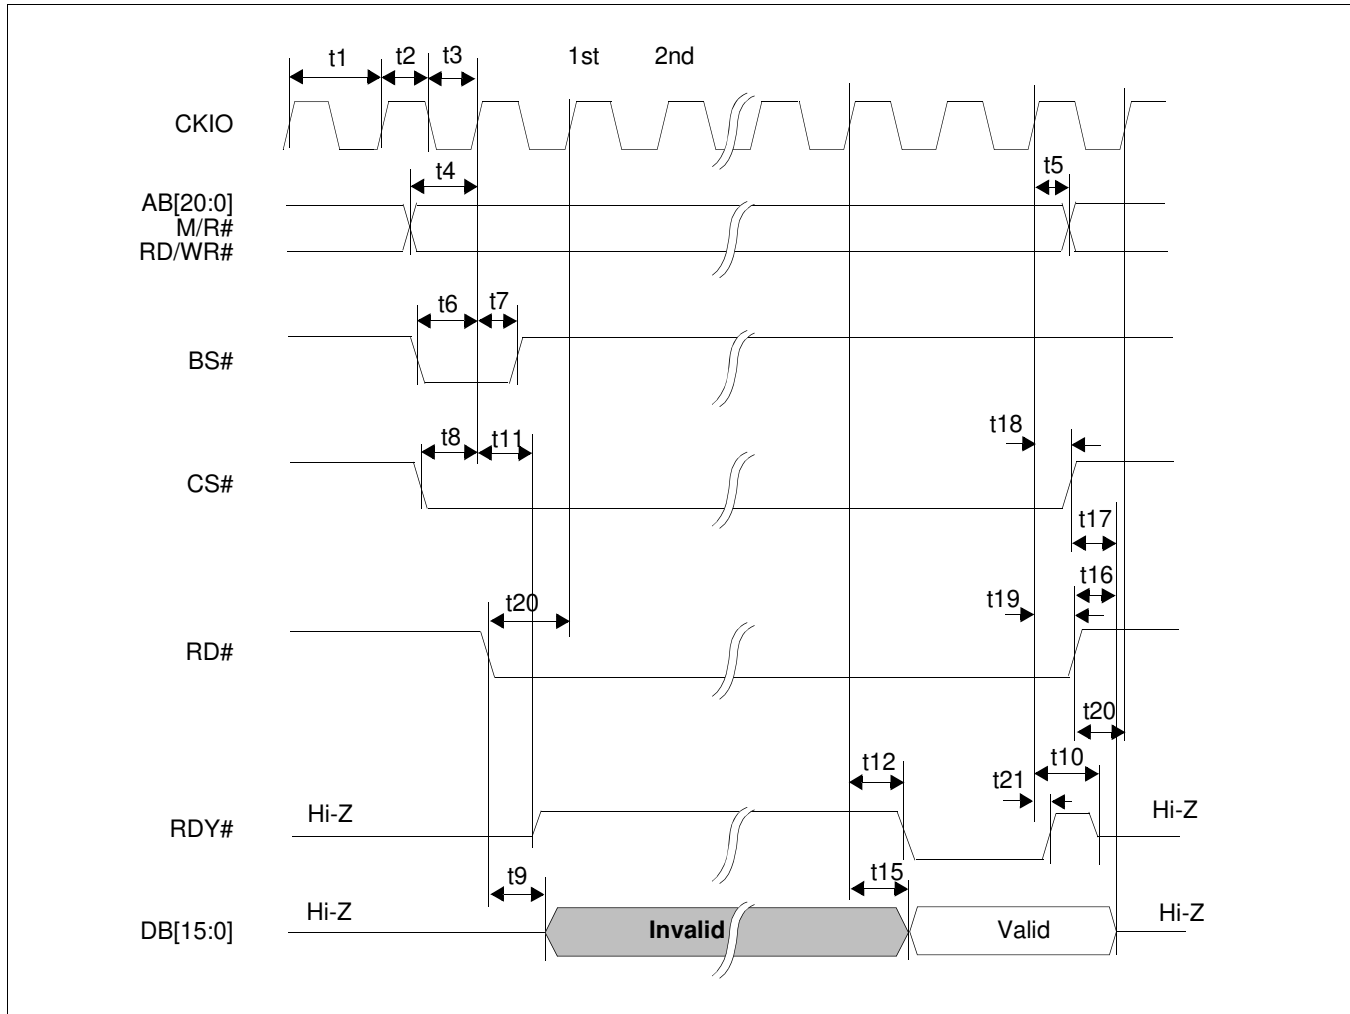 t1 t2 t3 1st 2nd
CKIO
t4 t5
AB[20:0]
M/R#
RD/WR#
t6 t7
BS#
t8 t11 t18
CS#
t17
t16
t20 t19
RD#
t20
t12 t10
t21
Hi-Z Hi-Z
RDY#
t9 t15
Hi-Z Hi-Z
DB[15:0] Invalid Valid